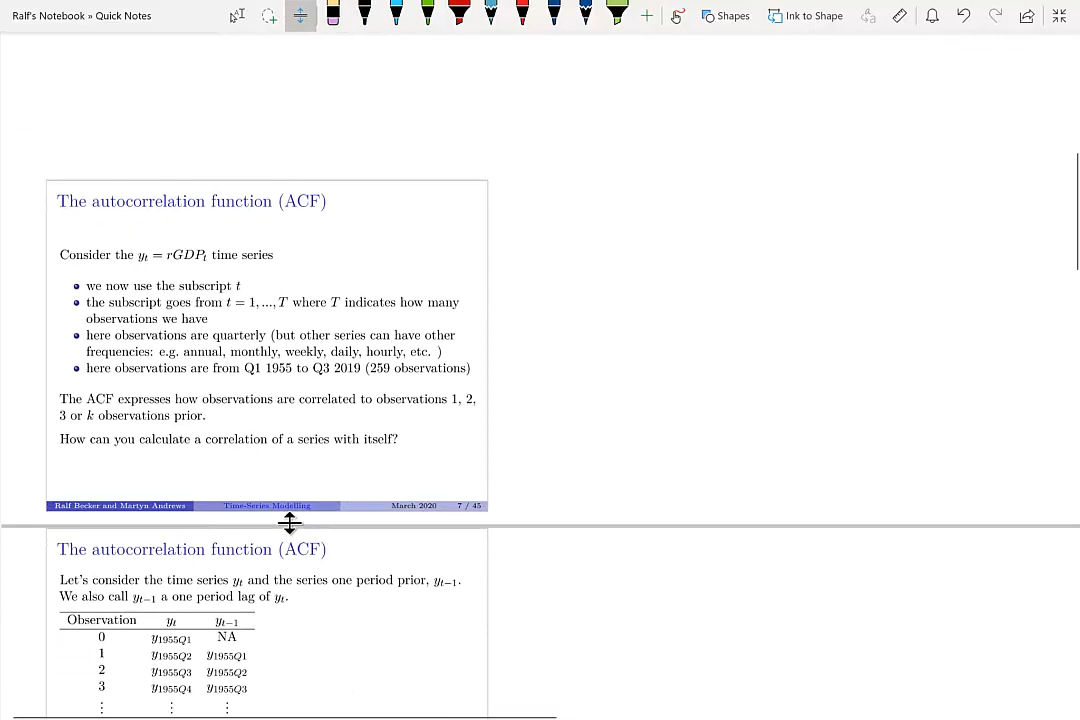 Ralf's Notebook » Quick Notes
Shapes
Ink to Shape
The autocorrelation function (ACF)
Consider the yₜ = rGDPₜ time series
we now use the subscript t
the subscript goes from t = 1, ..., T where T indicates how many
observations we have
here observations are quarterly (but other series can have other
frequencies: e.g. annual, monthly, weekly, daily, hourly, etc. )
here observations are from Q1 1955 to Q3 2019 (259 observations)
The ACF expresses how observations are correlated to observations 1, 2,
3 or k observations prior.
How can you calculate a correlation of a series with itself?
Ralf Becker and Martyn Andrews Time-Series Modelling March 2020 7 / 45
The autocorrelation function (ACF)
Let's consider the time series yₜ and the series one period prior, yₜ₋₁.
We also call yₜ₋₁ a one period lag of yₜ.
Observation yₜ yₜ₋₁
0 y1955Q1 NA
1 y1955Q2 y1955Q1
2 y1955Q3 y1955Q2
3 y1955Q4 y1955Q3
⋮ ⋮ ⋮